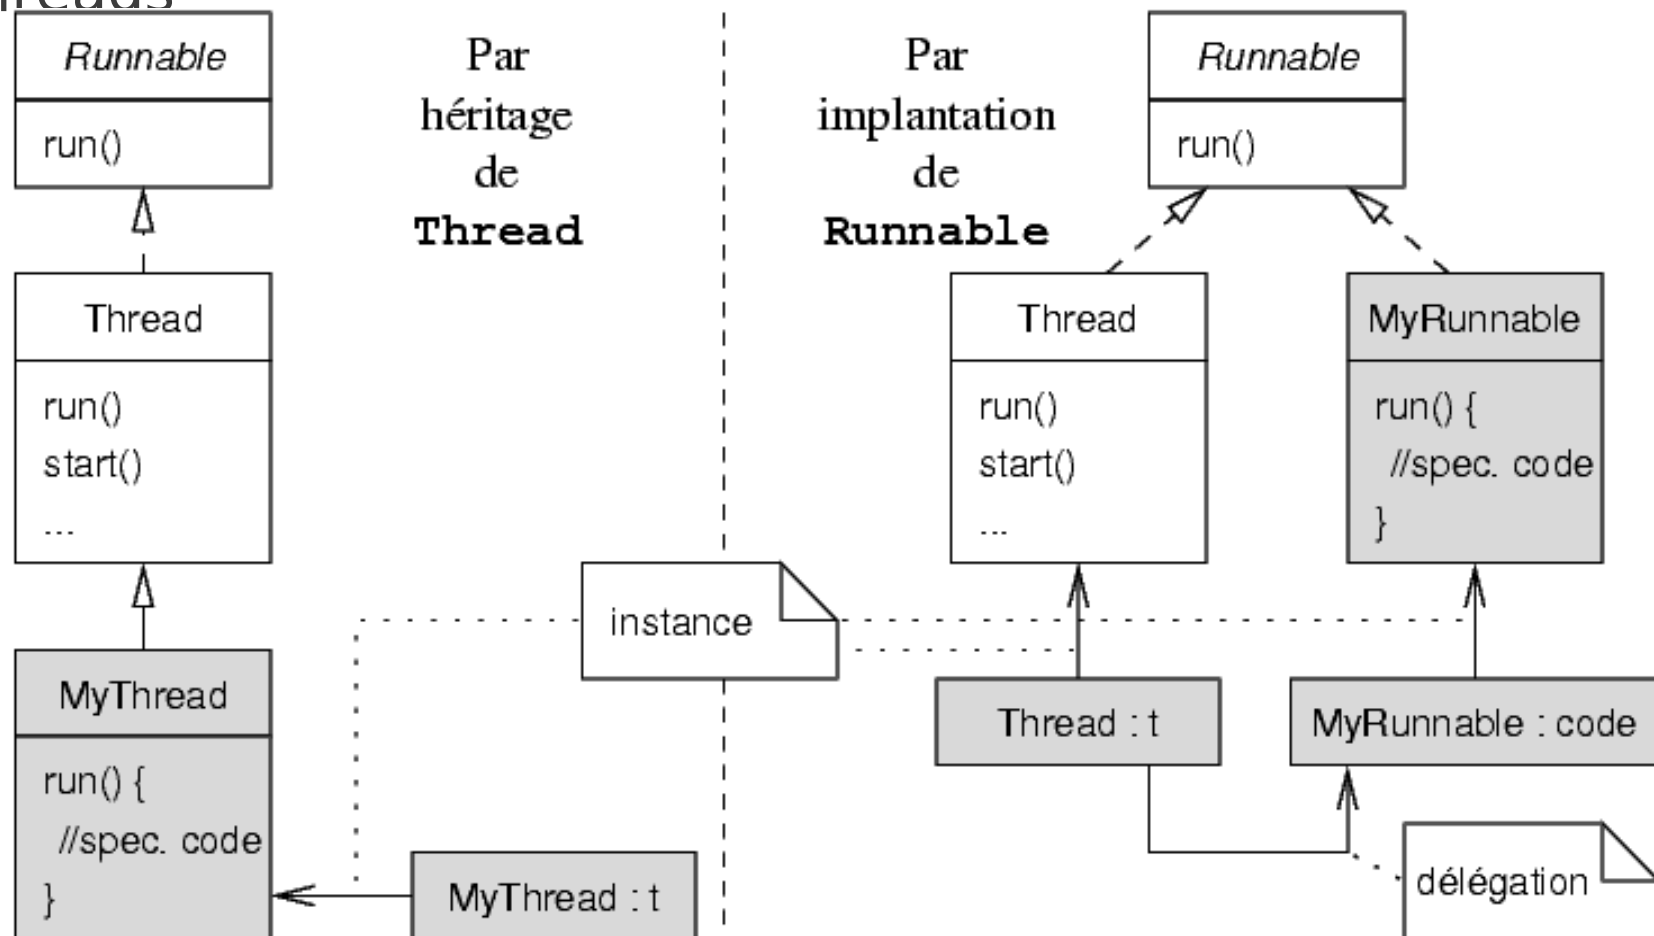 Runnable
run()
Thread
run()
start()
...
MyThread
run() {
//spec. code
}
MyThread : t
Par
héritage
de
Thread
instance
Par
implantation
de
Runnable
Runnable
run()
Thread
run()
start()
...
MyRunnable
run() {
//spec. code
}
Thread : t
MyRunnable : code
délégation